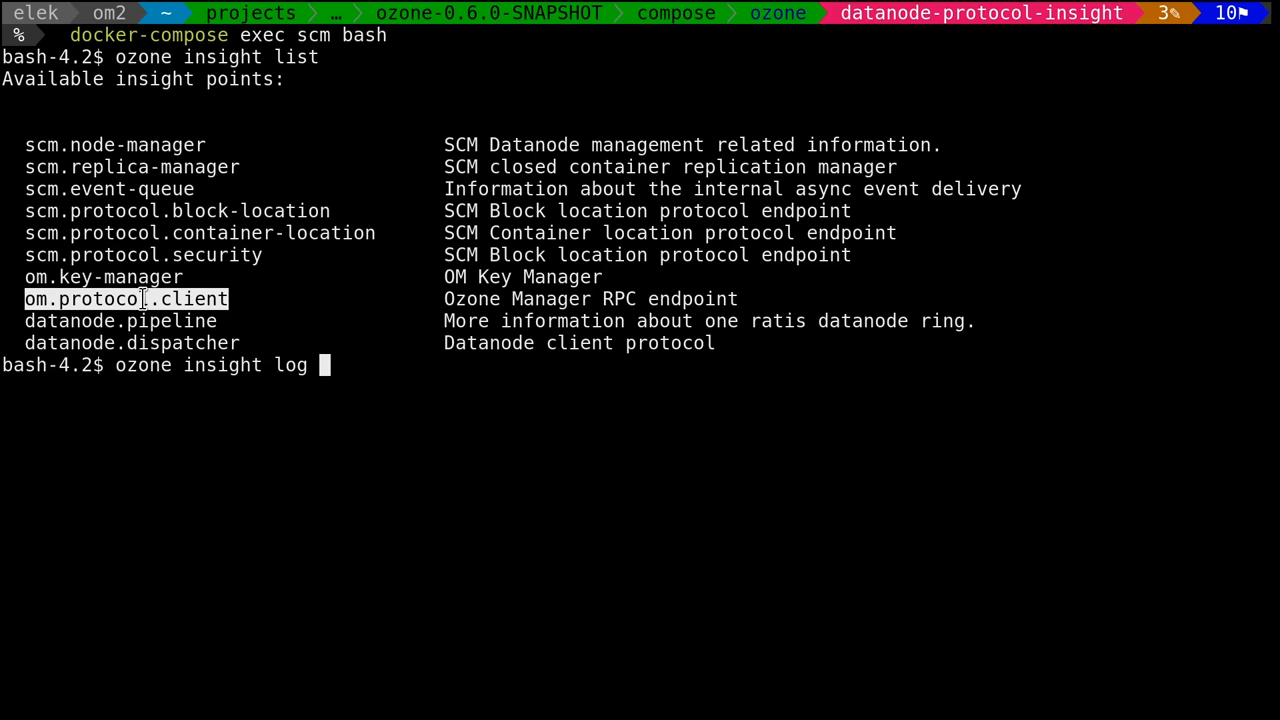 elek om2 ~ projects … ozone-0.6.0-SNAPSHOT compose ozone datanode-protocol-insight 3✎ 10⚑
% docker-compose exec scm bash
bash-4.2$ ozone insight list
Available insight points:
scm.node-manager SCM Datanode management related information.
scm.replica-manager SCM closed container replication manager
scm.event-queue Information about the internal async event delivery
scm.protocol.block-location SCM Block location protocol endpoint
scm.protocol.container-location SCM Container location protocol endpoint
scm.protocol.security SCM Block location protocol endpoint
om.key-manager OM Key Manager
om.protocol.client Ozone Manager RPC endpoint
datanode.pipeline More information about one ratis datanode ring.
datanode.dispatcher Datanode client protocol
bash-4.2$ ozone insight log